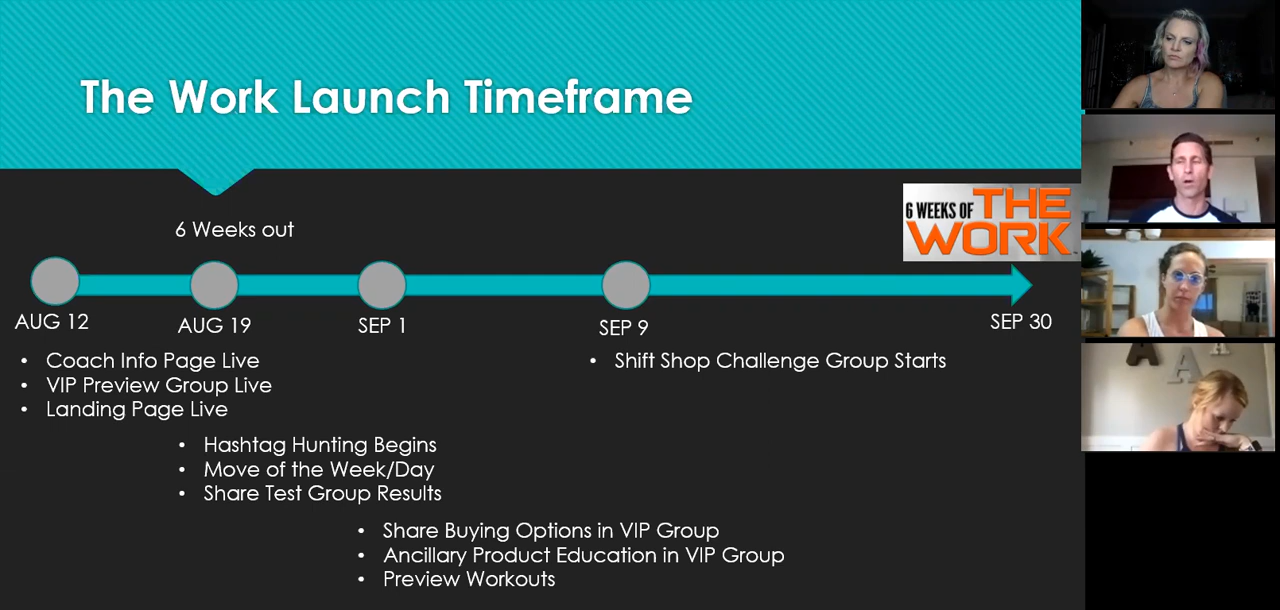 The Work Launch Timeframe
6 Weeks out
6 WEEKS OF THE
WORK
AUG 12
AUG 19
SEP 1
SEP 9
SEP 30
• Coach Info Page Live
• VIP Preview Group Live
• Landing Page Live
• Shift Shop Challenge Group Starts
• Hashtag Hunting Begins
• Move of the Week/Day
• Share Test Group Results
• Share Buying Options in VIP Group
• Ancillary Product Education in VIP Group
• Preview Workouts
A A A